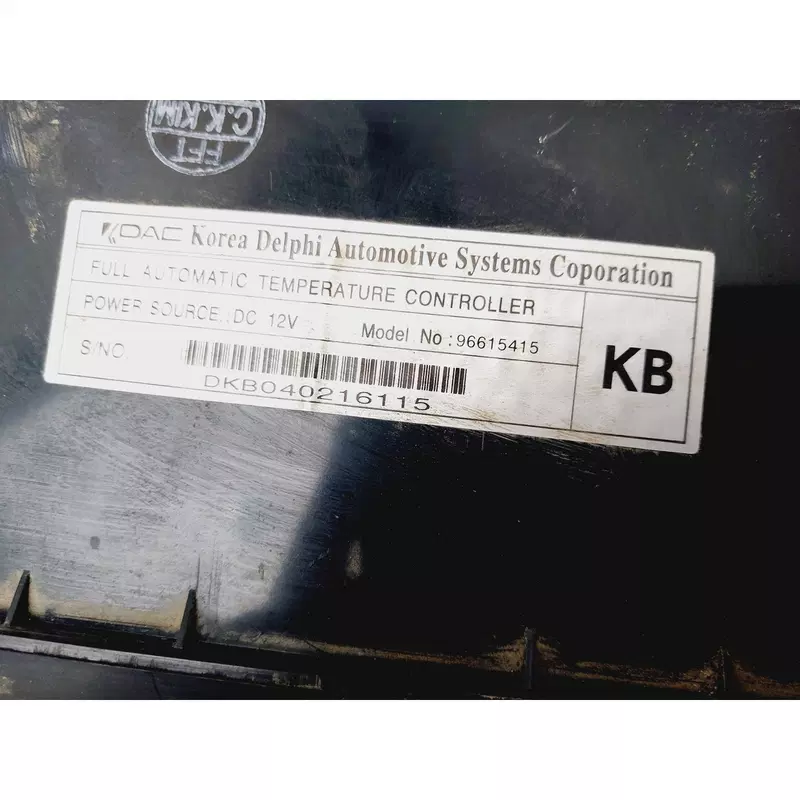 C.K.KIM
FFT
KDAC Korea Delphi Automotive Systems Coporation
FULL AUTOMATIC TEMPERATURE CONTROLLER
POWER SOURCE.:DC 12V Model No:96615415
KB
S/NO
DKB040216115